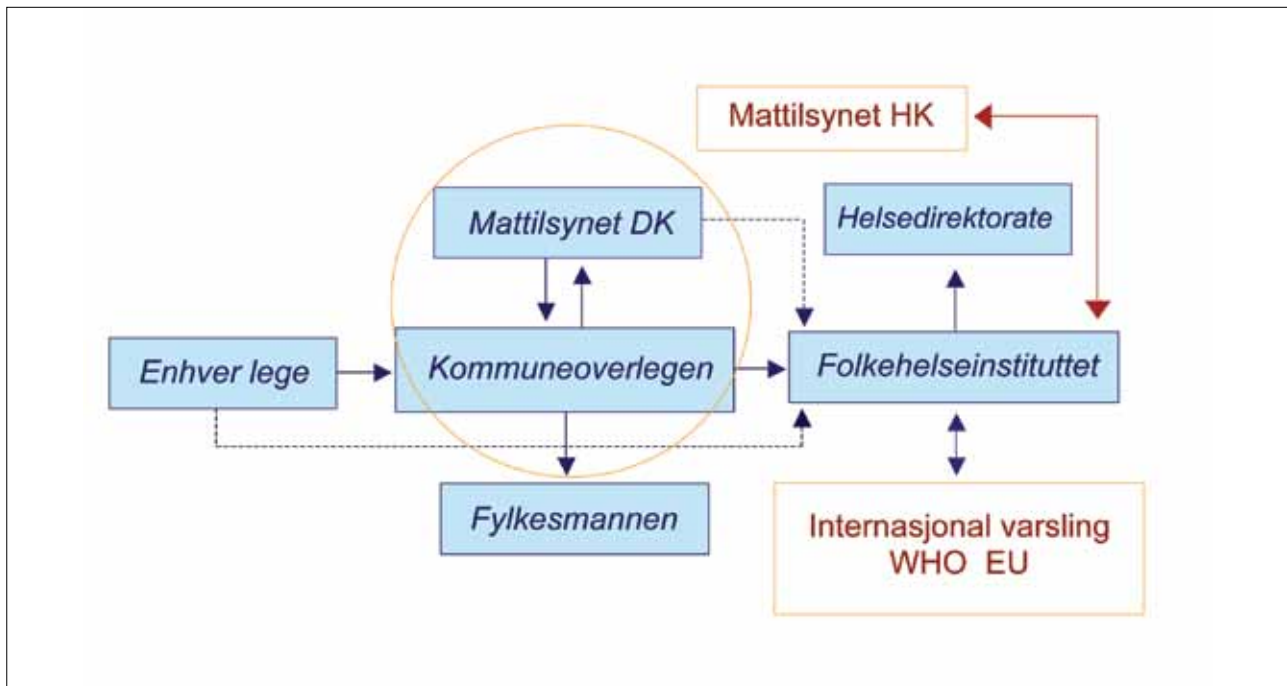 Mattilsynet HK
Mattilsynet DK
Helsedirektorate
Enhver lege
Kommuneoverlegen
Folkehelseinstituttet
Fylkesmannen
Internasjonal varsling
WHO EU